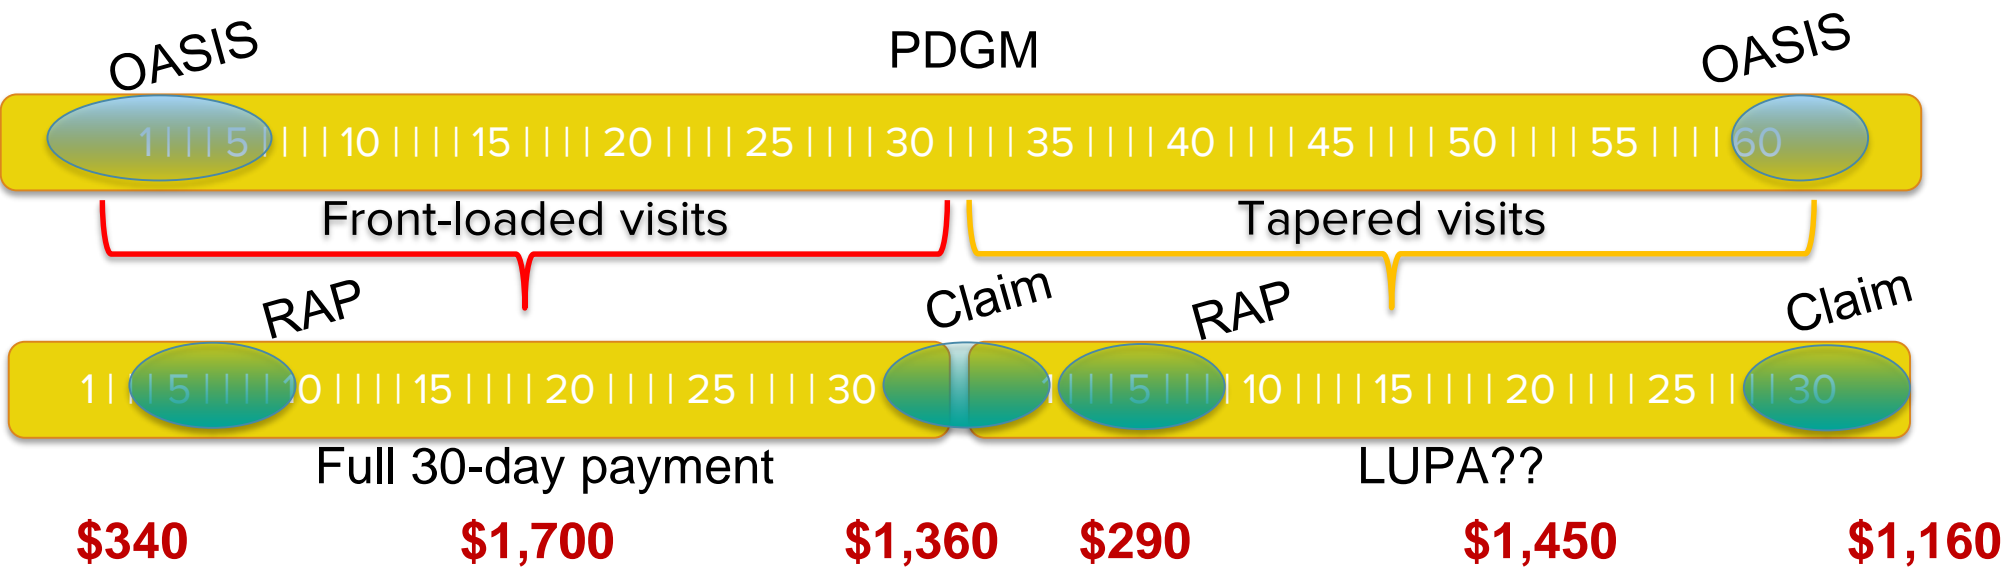 OASIS PDGM OASIS
1 | | | 5 | | | | 10 | | | | 15 | | | | 20 | | | | 25 | | | | 30 | | | | 35 | | | | 40 | | | | 45 | | | | 50 | | | | 55 | | | | 60
Front-loaded visits Tapered visits
RAP Claim RAP Claim
1 | | | 5 | | | | 10 | | | | 15 | | | | 20 | | | | 25 | | | | 30 1 | | | 5 | | | | 10 | | | | 15 | | | | 20 | | | | 25 | | | | 30
Full 30-day payment LUPA??
$340 $1,700 $1,360 $290 $1,450 $1,160